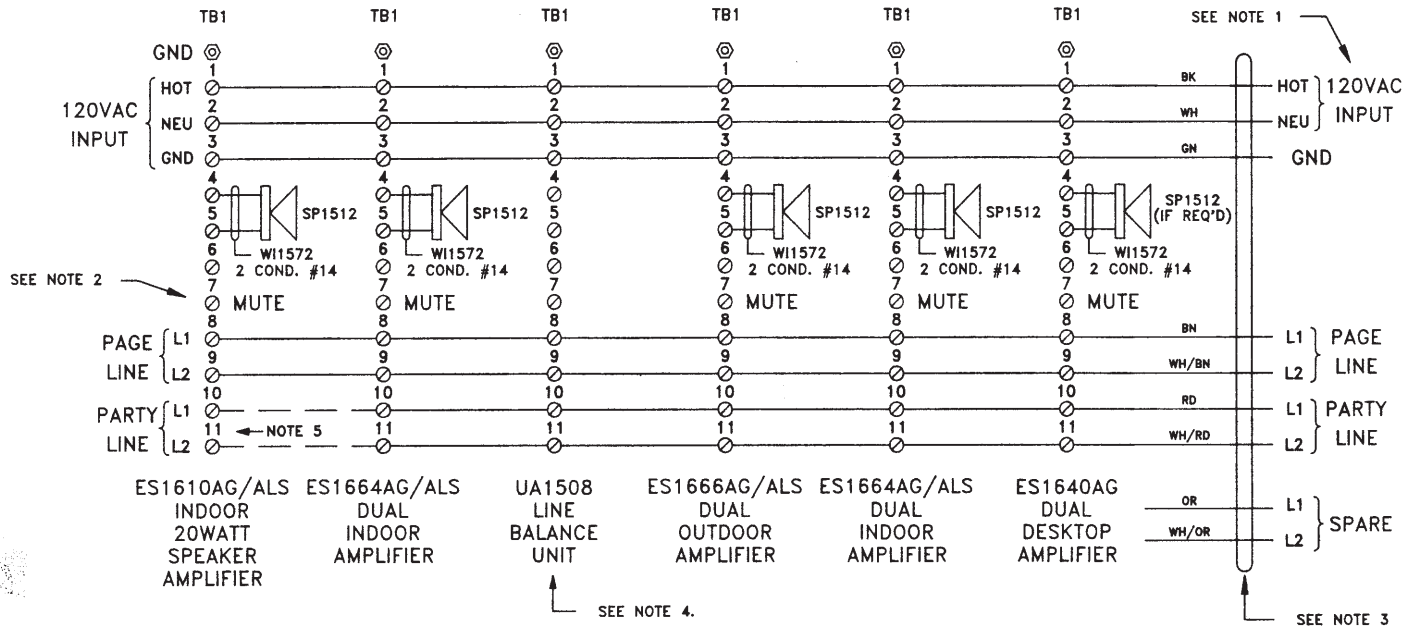 TB1 TB1 TB1 TB1 TB1 TB1 SEE NOTE 1
GND
1 1 1 1 1 1
HOT BK HOT
120VAC INPUT
2 2 2 2 2 2
NEU WH NEU
120VAC INPUT
3 3 3 3 3 3
GND GN GND
4 4 4 4 4 4
SP1512 SP1512 SP1512 SP1512 SP1512 (IF REQ'D)
5 5 5 5 5 5
WI1572 WI1572 WI1572 WI1572 WI1572
6 6 6 6 6 6
2 COND. #14 2 COND. #14 2 COND. #14 2 COND. #14 2 COND. #14
SEE NOTE 2
7 7 7 7 7 7
MUTE MUTE MUTE MUTE MUTE
8 8 8 8 8 8
PAGE L1 BN L1 PAGE
9 9 9 9 9 9
LINE L2 WH/BN L2 LINE
10 10 10 10 10 10
PARTY L1 RD L1 PARTY
11 NOTE 5 11 11 11 11 11
LINE L2 WH/RD L2 LINE
ES1610AG/ALS
INDOOR
20WATT
SPEAKER
AMPLIFIER
ES1664AG/ALS
DUAL
INDOOR
AMPLIFIER
UA1508
LINE
BALANCE
UNIT
ES1666AG/ALS
DUAL
OUTDOOR
AMPLIFIER
ES1664AG/ALS
DUAL
INDOOR
AMPLIFIER
ES1640AG
DUAL
DESKTOP
AMPLIFIER
OR L1
SPARE
WH/OR L2
SEE NOTE 4.
SEE NOTE 3